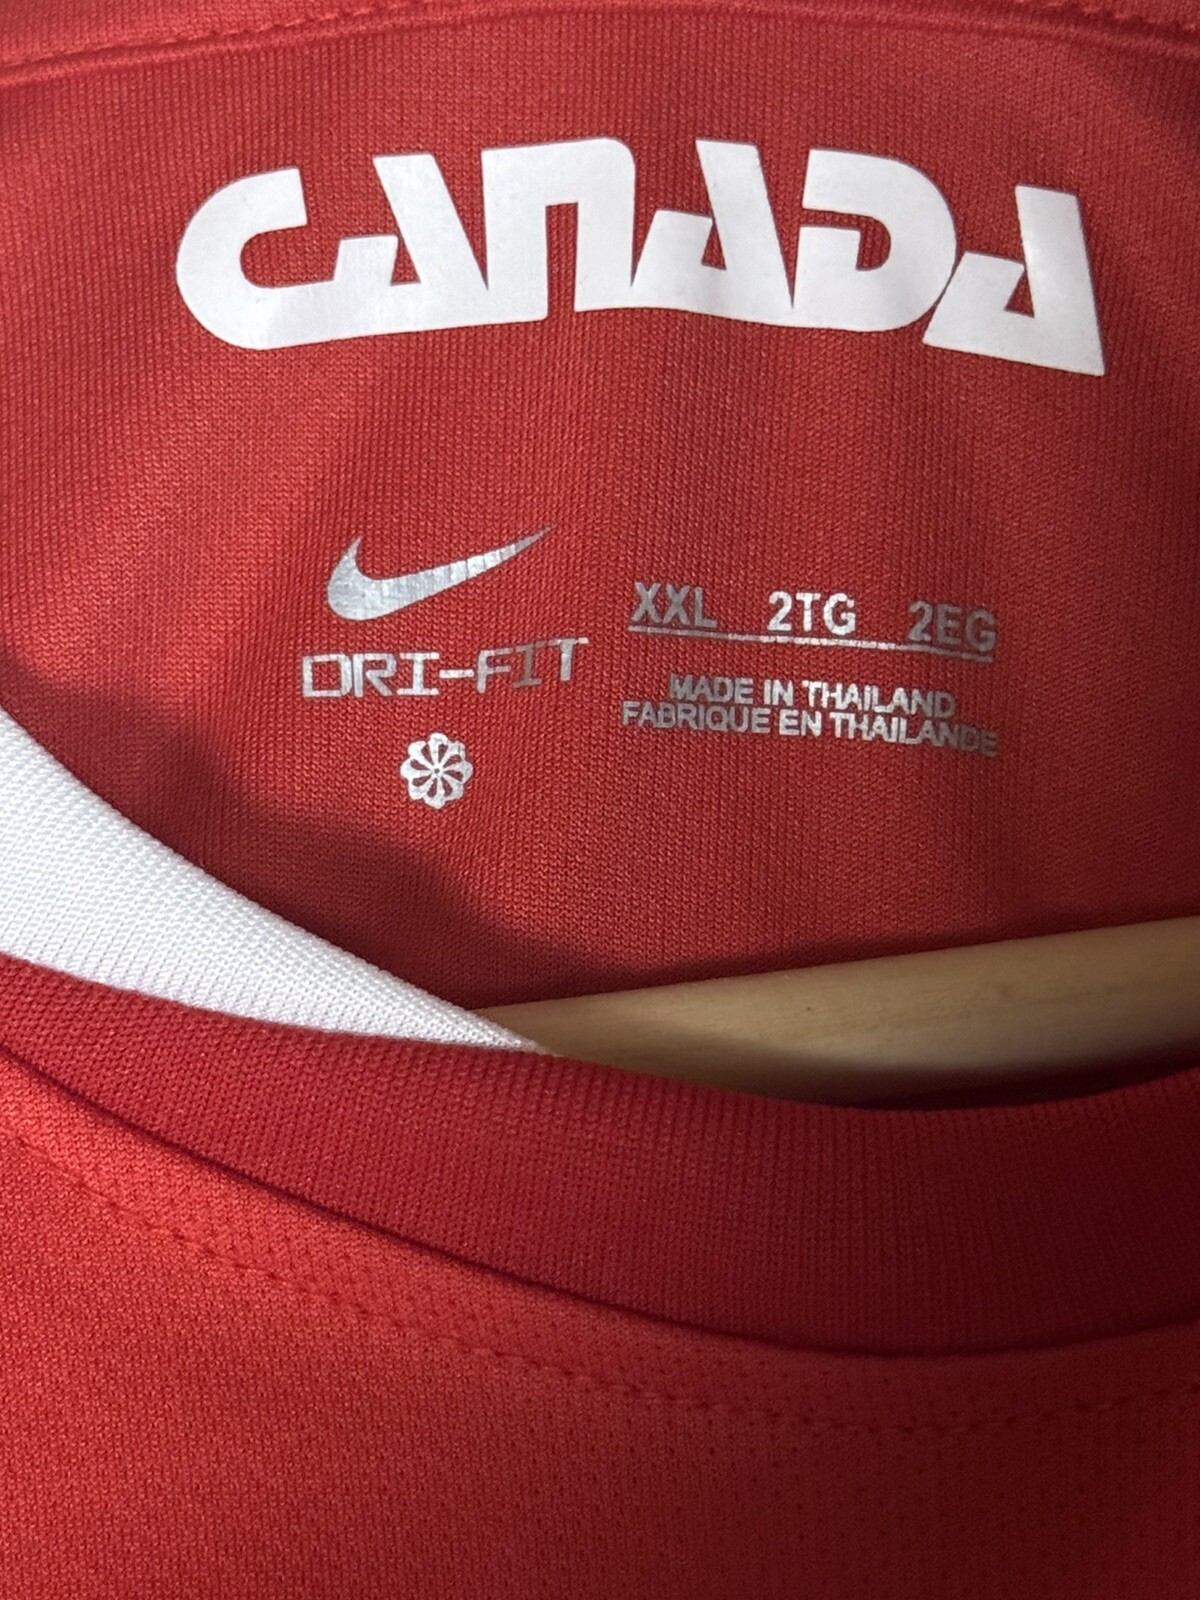 CANADA
DRI-FIT
XXL 2TG 2EG
MADE IN THAILAND
FABRIQUE EN THAILANDE